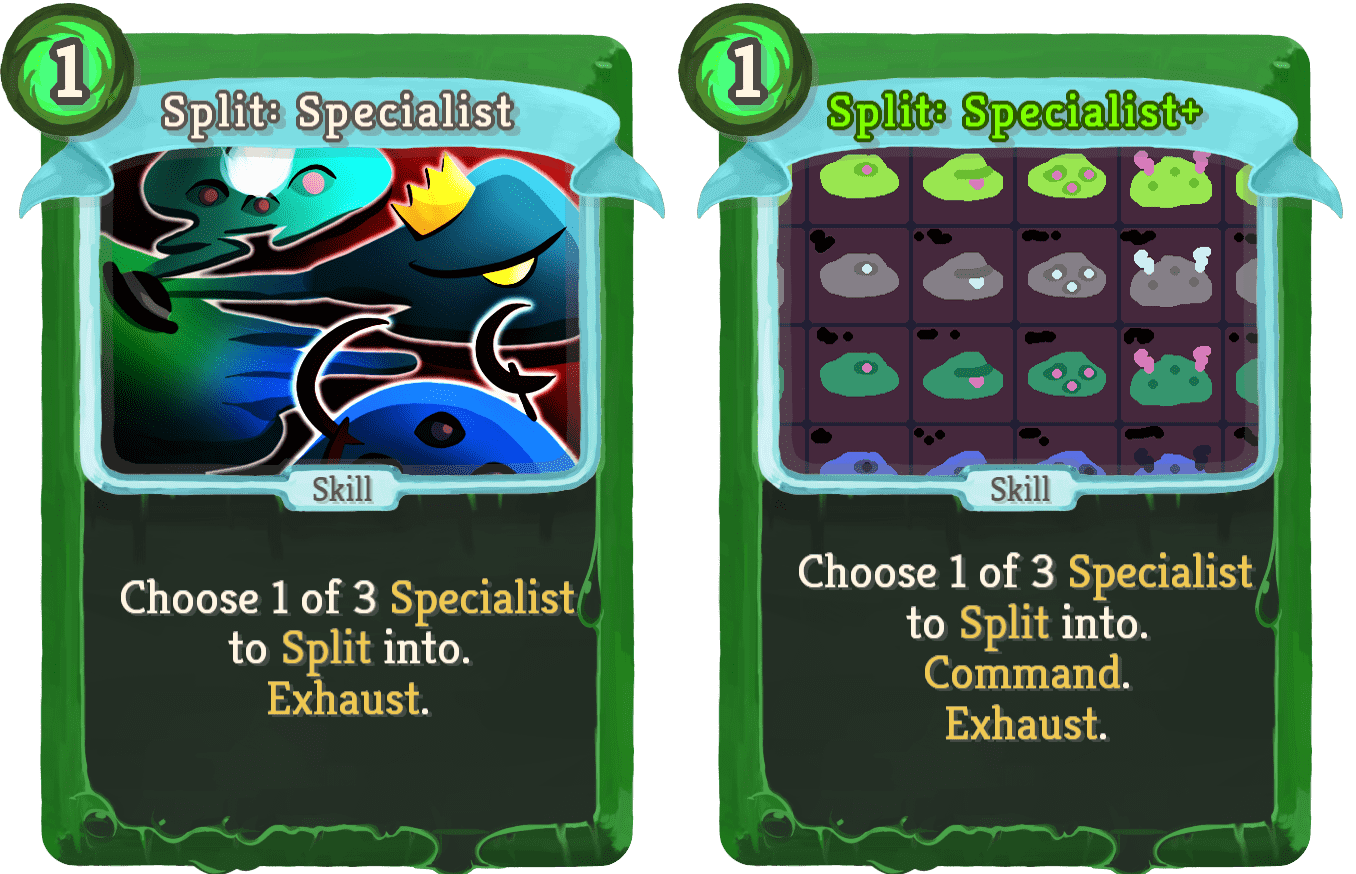 1
Split: Specialist
Skill
Choose 1 of 3 Specialist
to Split into.
Exhaust.
1
Split: Specialist+
Skill
Choose 1 of 3 Specialist
to Split into.
Command.
Exhaust.